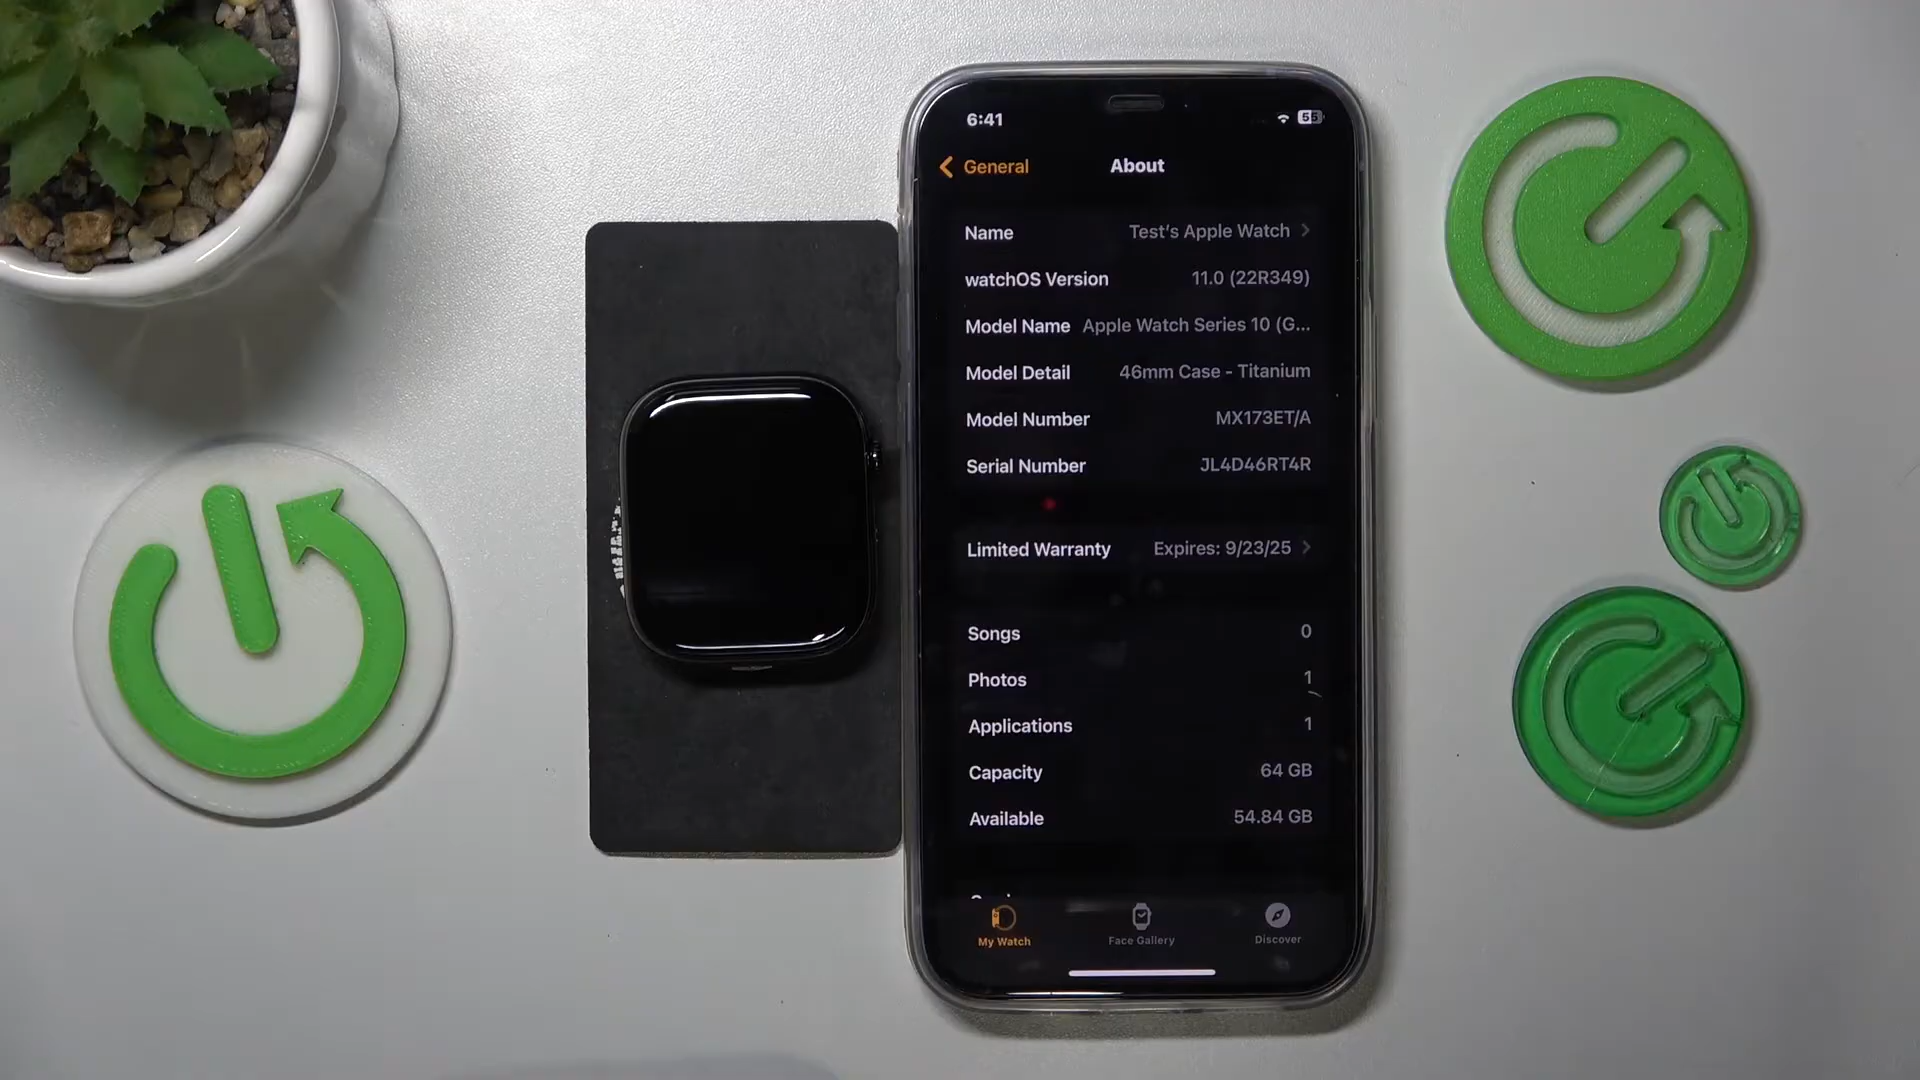 6:41
55
General
About
Name Test's Apple Watch
watchOS Version 11.0 (22R349)
Model Name Apple Watch Series 10 (G...
Model Detail 46mm Case - Titanium
Model Number MX173ET/A
Serial Number JL4D46RT4R
Limited Warranty Expires: 9/23/25
Songs 0
Photos 1
Applications 1
Capacity 64 GB
Available 54.84 GB
My Watch
Face Gallery
Discover